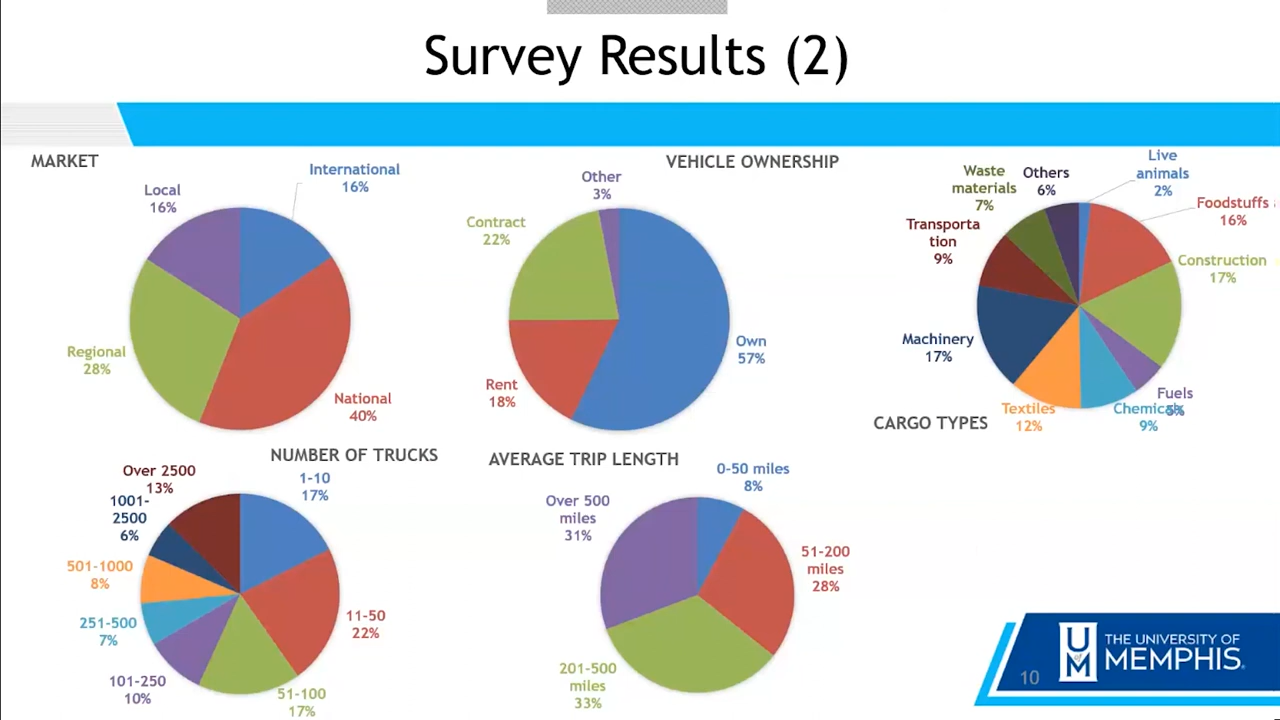 Survey Results (2)
MARKET
International
16%
National
40%
Regional
28%
Local
16%
VEHICLE OWNERSHIP
Own
57%
Rent
18%
Contract
22%
Other
3%
Live
animals
2%
Foodstuffs
16%
Construction
17%
Fuels
5%
Chemicals
9%
Textiles
12%
Machinery
17%
Transporta
tion
9%
Waste
materials
7%
Others
6%
CARGO TYPES
NUMBER OF TRUCKS
1-10
17%
11-50
22%
51-100
17%
101-250
10%
251-500
7%
501-1000
8%
1001-
2500
6%
Over 2500
13%
AVERAGE TRIP LENGTH
0-50 miles
8%
51-200
miles
28%
201-500
miles
33%
Over 500
miles
31%
10
U
of
M
THE UNIVERSITY OF
MEMPHIS.